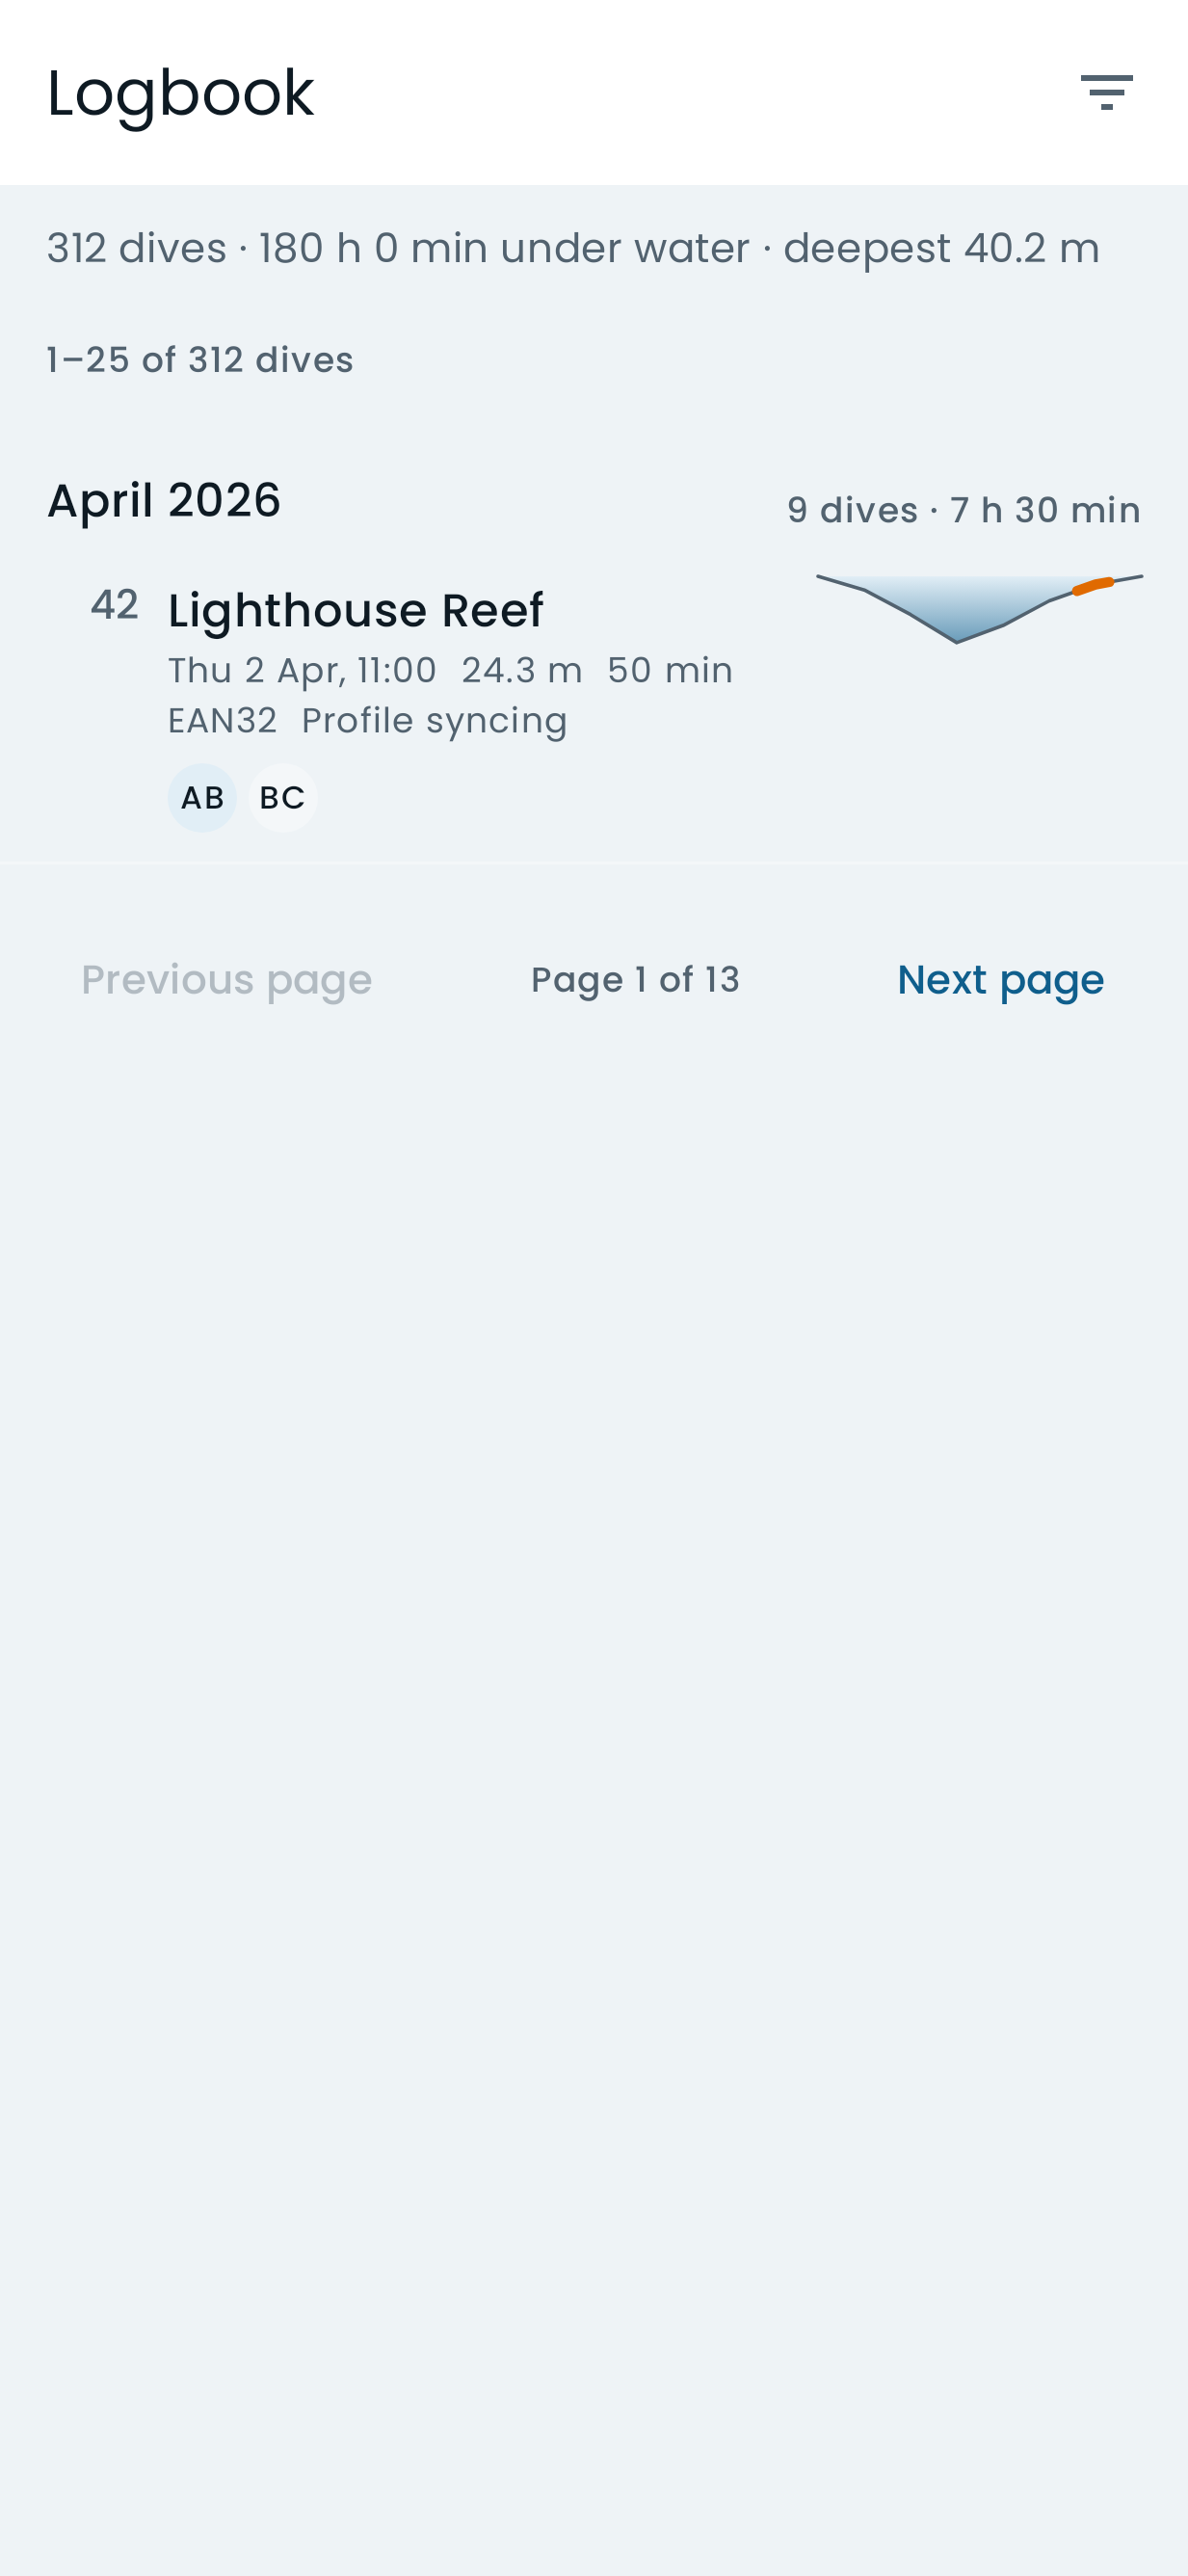 Logbook
312 dives · 180 h 0 min under water · deepest 40.2 m
1–25 of 312 dives
April 2026
9 dives · 7 h 30 min
42
Lighthouse Reef
Thu 2 Apr, 11:00 24.3 m 50 min
EAN32 Profile syncing
AB BC
Previous page
Page 1 of 13
Next page